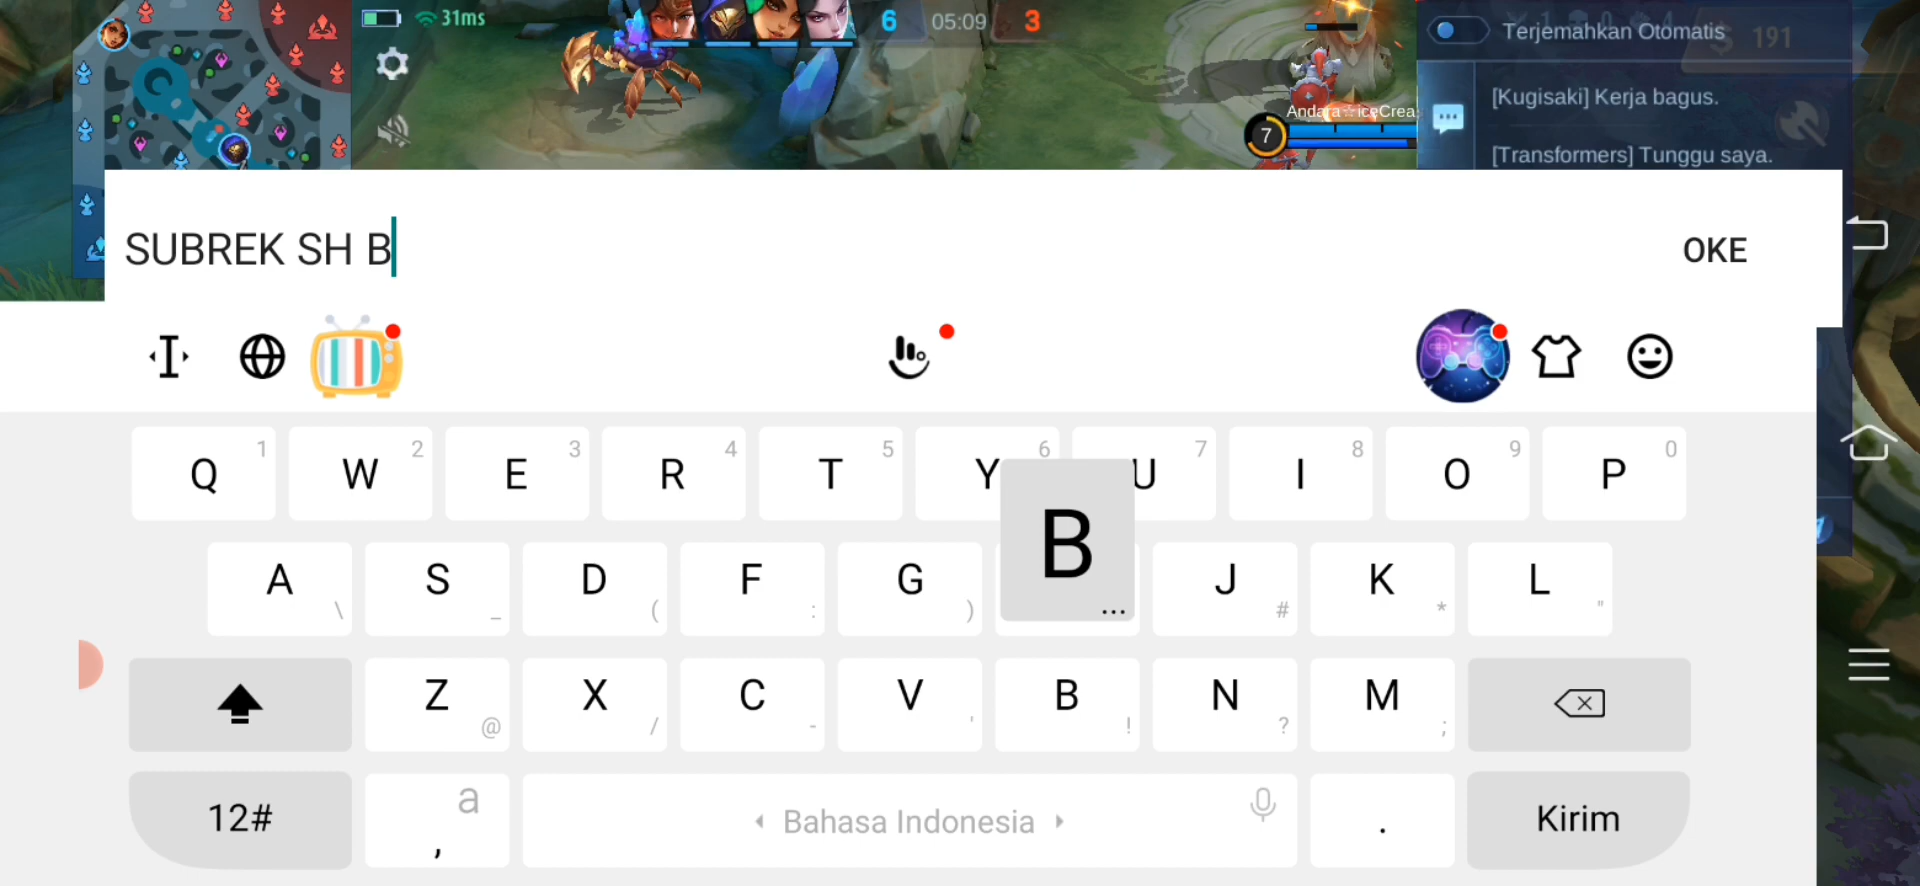 31ms
6 05:09 3
Terjemahkan Otomatis
191
[Kugisaki] Kerja bagus.
7
[Transformers] Tunggu saya.
SUBREK SH B
OKE
Q 1 W 2 E 3 R 4 T 5 Y 6 U 7 I 8 O 9 P 0
B ...
A \ S _ D ( F : G ) J # K * L "
Z @ X / C - V ' B ! N ? M ;
12# a , Bahasa Indonesia . Kirim